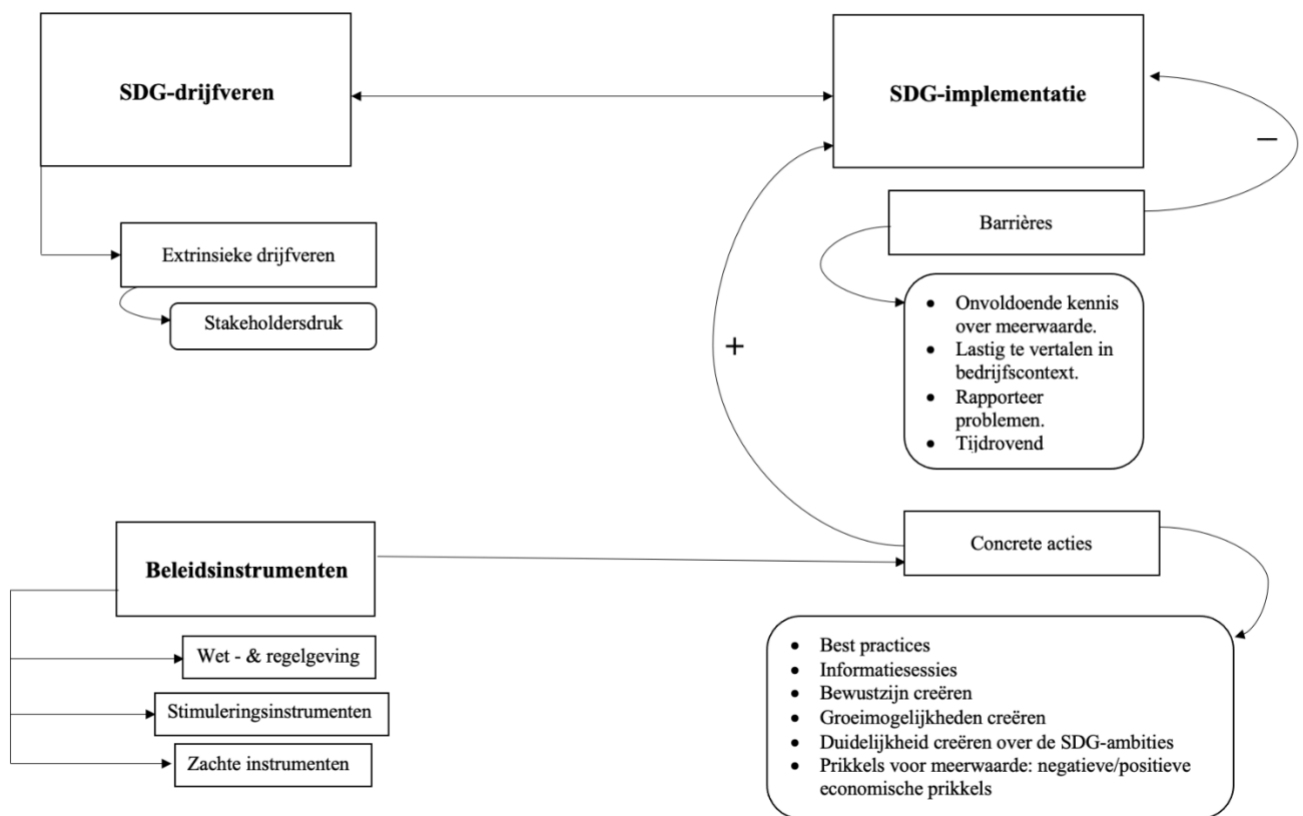 SDG-drijfveren
SDG-implementatie
–
Extrinsieke drijfveren
Stakeholdersdruk
Barrières
• Onvoldoende kennis
over meerwaarde.
• Lastig te vertalen in
bedrijfscontext.
• Rapporteer
problemen.
• Tijdrovend
+
Beleidsinstrumenten
Wet - & regelgeving
Stimuleringsinstrumenten
Zachte instrumenten
Concrete acties
• Best practices
• Informatiesessies
• Bewustzijn creëren
• Groeimogelijkheden creëren
• Duidelijkheid creëren over de SDG-ambities
• Prikkels voor meerwaarde: negatieve/positieve
economische prikkels